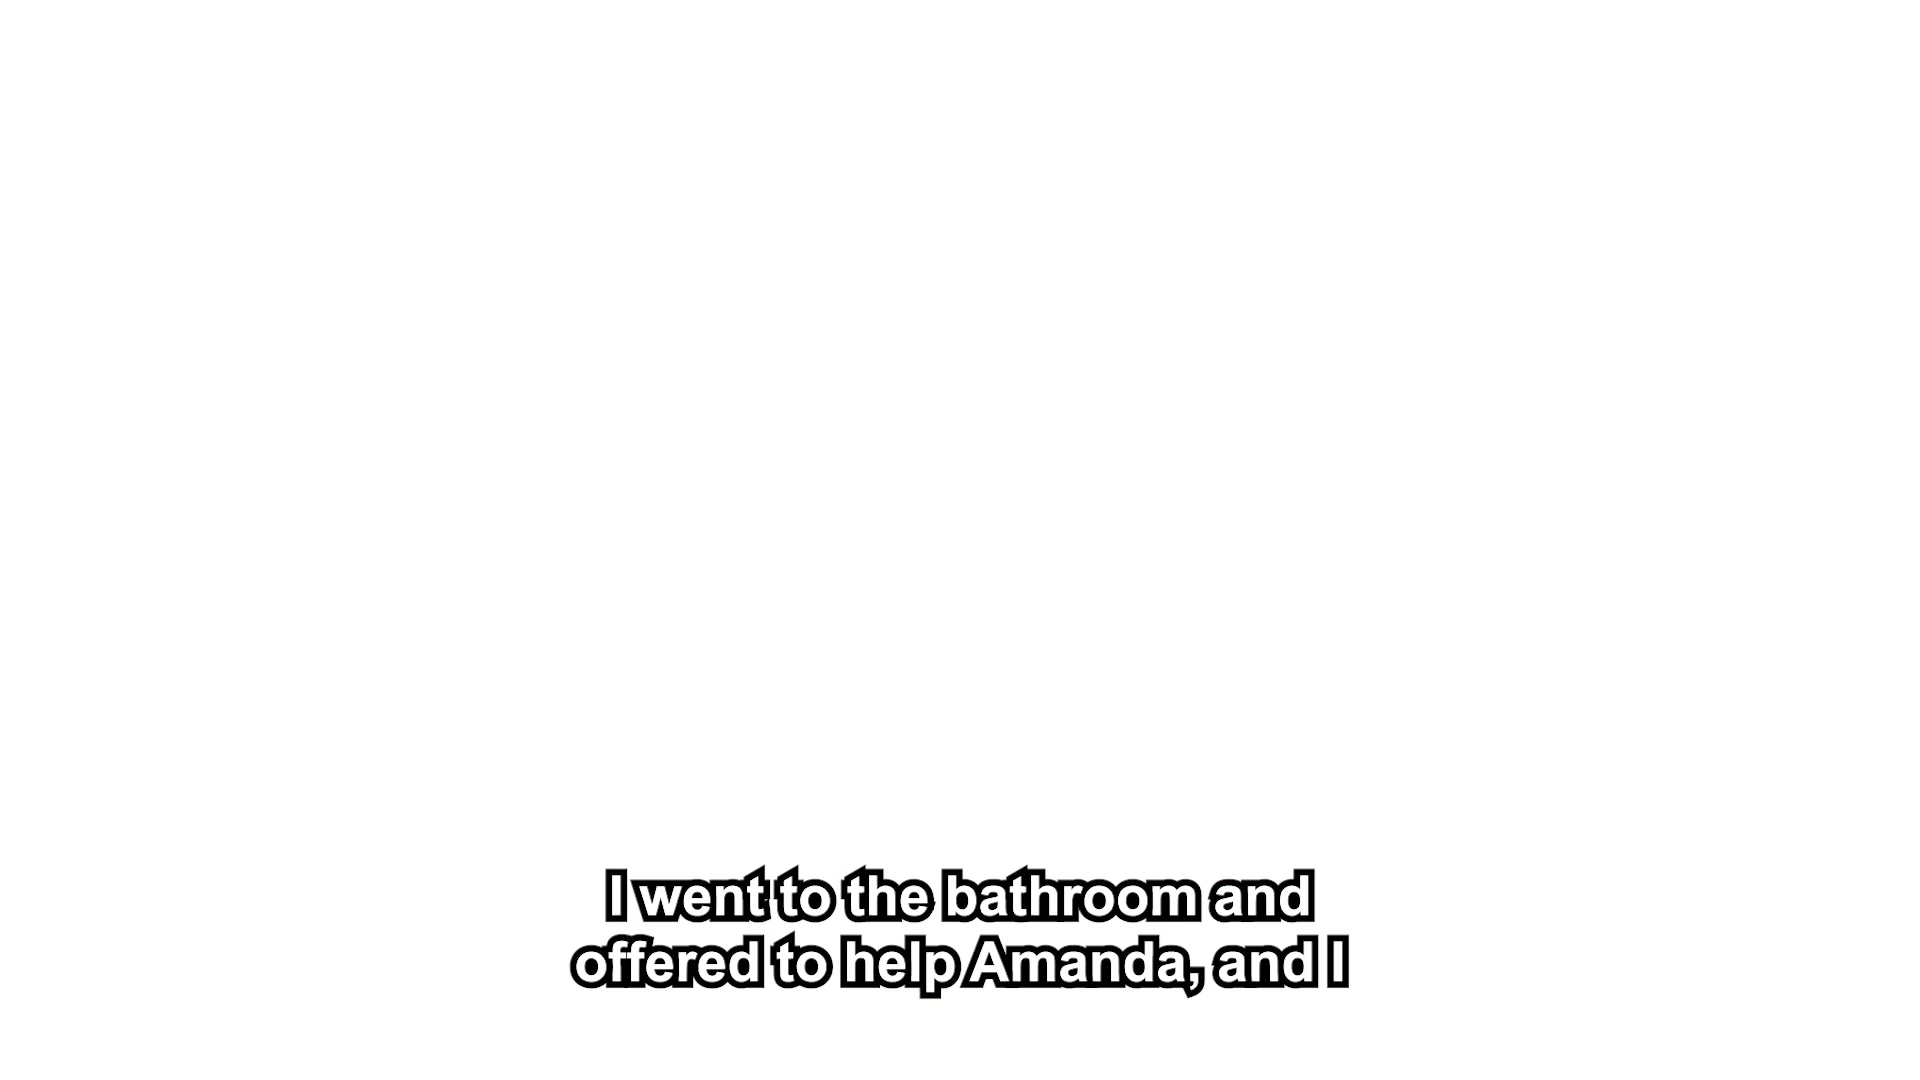 I went to the bathroom and
offered to help Amanda, and I